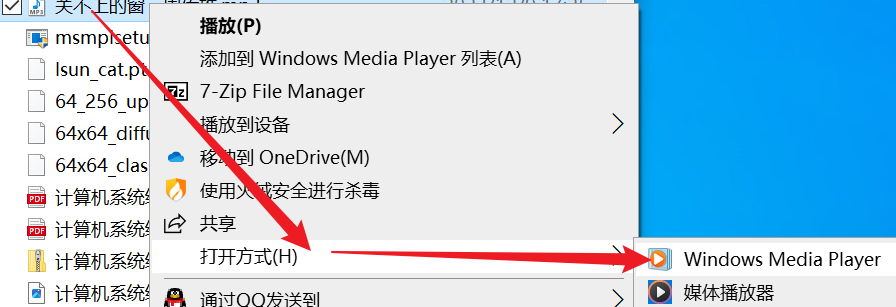 关不上的窗
播放(P)
msmplsetu
添加到 Windows Media Player 列表(A)
lsun_cat.pt
7-Zip File Manager
64_256_up
播放到设备
64x64_diffu
移动到 OneDrive(M)
64x64_clas
使用火绒安全进行杀毒
计算机系统
共享
计算机系统
打开方式(H)
Windows Media Player
计算机系统
通过QQ发送到
媒体播放器
计算机系统